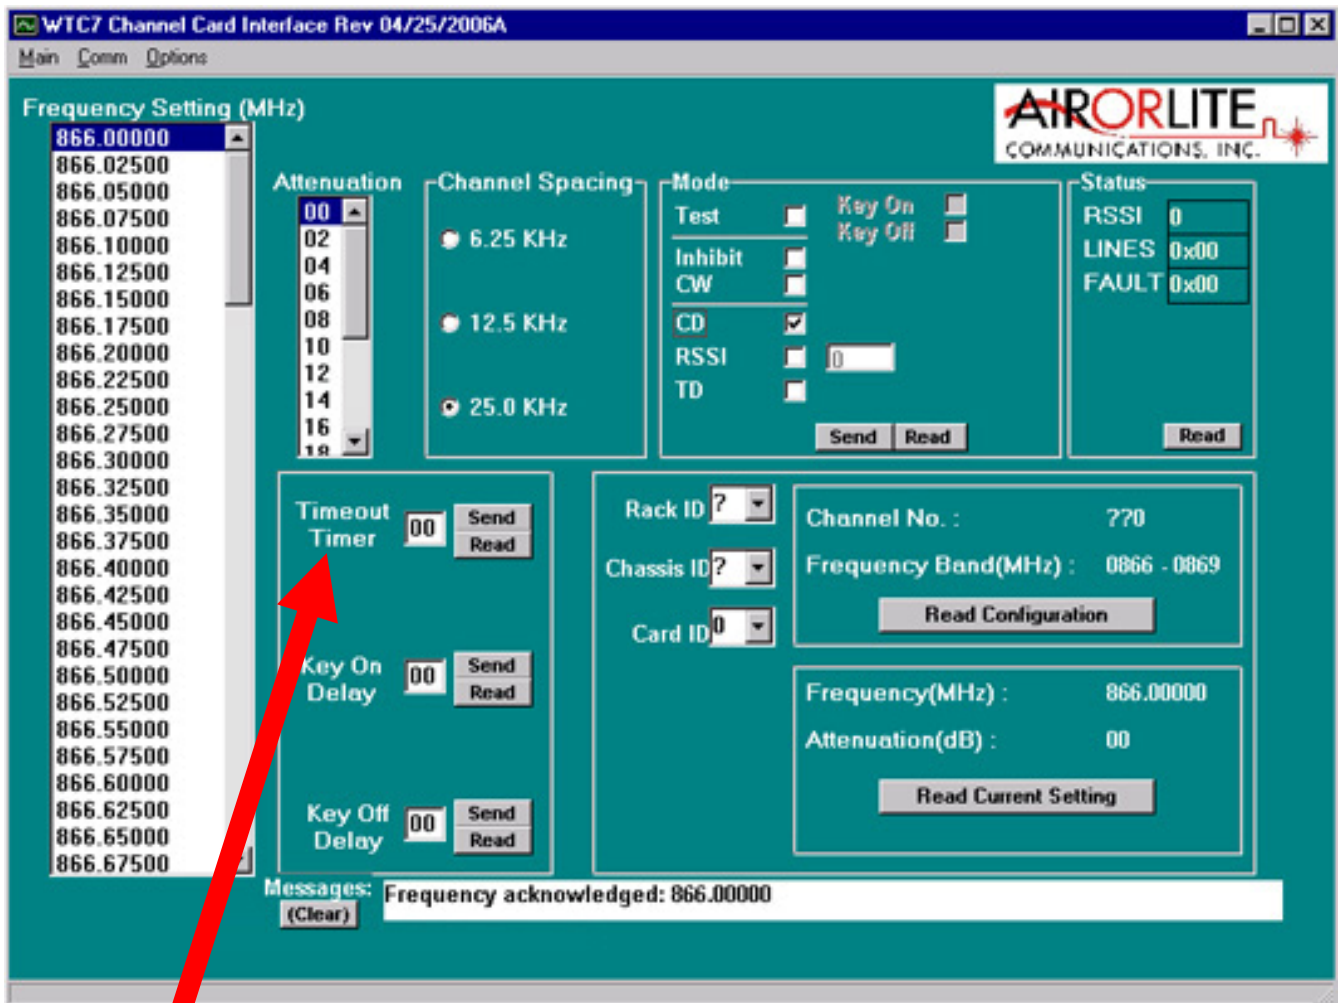 WTC7 Channel Card Interface Rev 04/25/2006A
Main Comm Options
Frequency Setting (MHz)
866.00000
866.02500
866.05000
866.07500
866.10000
866.12500
866.15000
866.17500
866.20000
866.22500
866.25000
866.27500
866.30000
866.32500
866.35000
866.37500
866.40000
866.42500
866.45000
866.47500
866.50000
866.52500
866.55000
866.57500
866.60000
866.62500
866.65000
866.67500
Attenuation
00
02
04
06
08
10
12
14
16
18
Channel Spacing
6.25 KHz
12.5 KHz
25.0 KHz
Mode
Test
Key On
Key Off
Inhibit
CW
CD
RSSI 0
TD
Send Read
AIRORLITE
COMMUNICATIONS, INC.
Status
RSSI 0
LINES 0x00
FAULT 0x00
Read
Timeout
Timer
00
Send
Read
Key On
Delay
00
Send
Read
Key Off
Delay
00
Send
Read
Rack ID ?
Chassis ID ?
Card ID 0
Channel No. : ??0
Frequency Band(MHz) : 0866 - 0869
Read Configuration
Frequency(MHz) : 866.00000
Attenuation(dB) : 00
Read Current Setting
Messages:
(Clear)
Frequency acknowledged: 866.00000